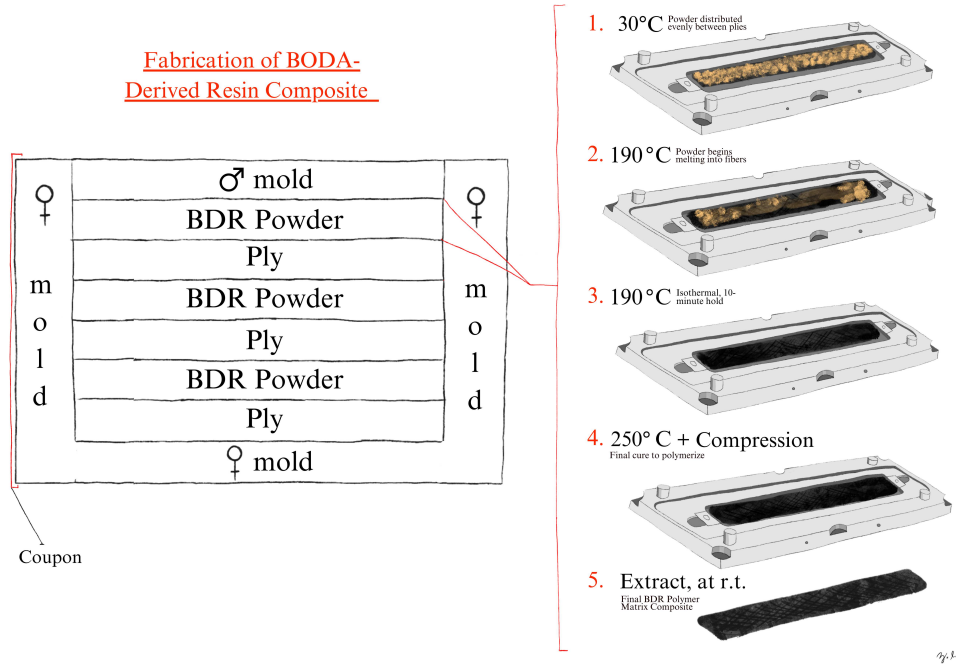 Fabrication of BODA-
Derived Resin Composite
♂ mold
BDR Powder
Ply
BDR Powder
Ply
BDR Powder
Ply
♀ mold
♀
m
o
l
d
♀
m
o
l
d
Coupon
1. 30°C Powder distributed
evenly between plies
2. 190°C Powder begins
melting into fibers
3. 190°C Isothermal, 10-
minute hold
4. 250° C + Compression
Final cure to polymerize
5. Extract, at r.t.
Final BDR Polymer
Matrix Composite